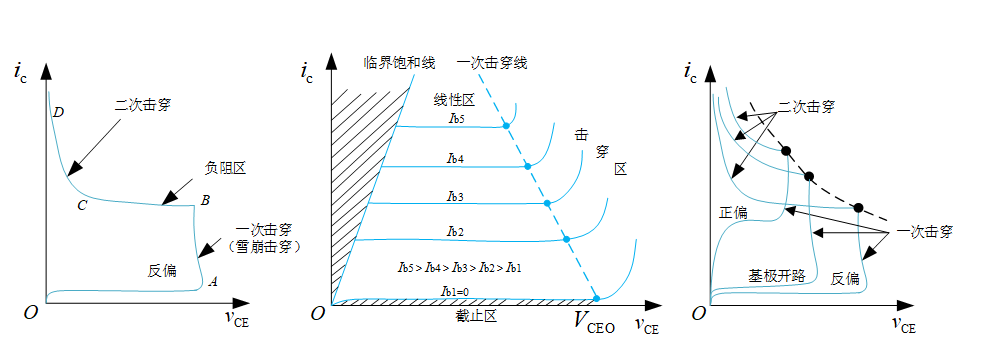 i_c
D
二次击穿
负阻区
C
B
一次击穿
(雪崩击穿)
反偏
A
O
v_CE
i_c
临界饱和线
一次击穿线
线性区
I_b5
击穿区
I_b4
I_b3
I_b2
I_b5>I_b4>I_b3>I_b2>I_b1
I_b1=0
O
截止区
V_CEO
v_CE
i_c
二次击穿
正偏
一次击穿
基极开路
反偏
O
v_CE